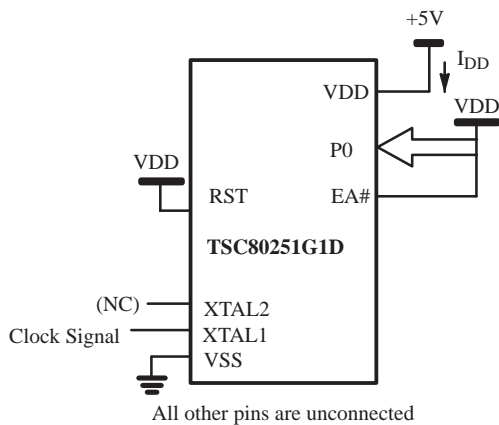 +5V
I_DD
VDD
VDD
P0
VDD
RST
EA#
TSC80251G1D
(NC)
XTAL2
Clock Signal
XTAL1
VSS
All other pins are unconnected